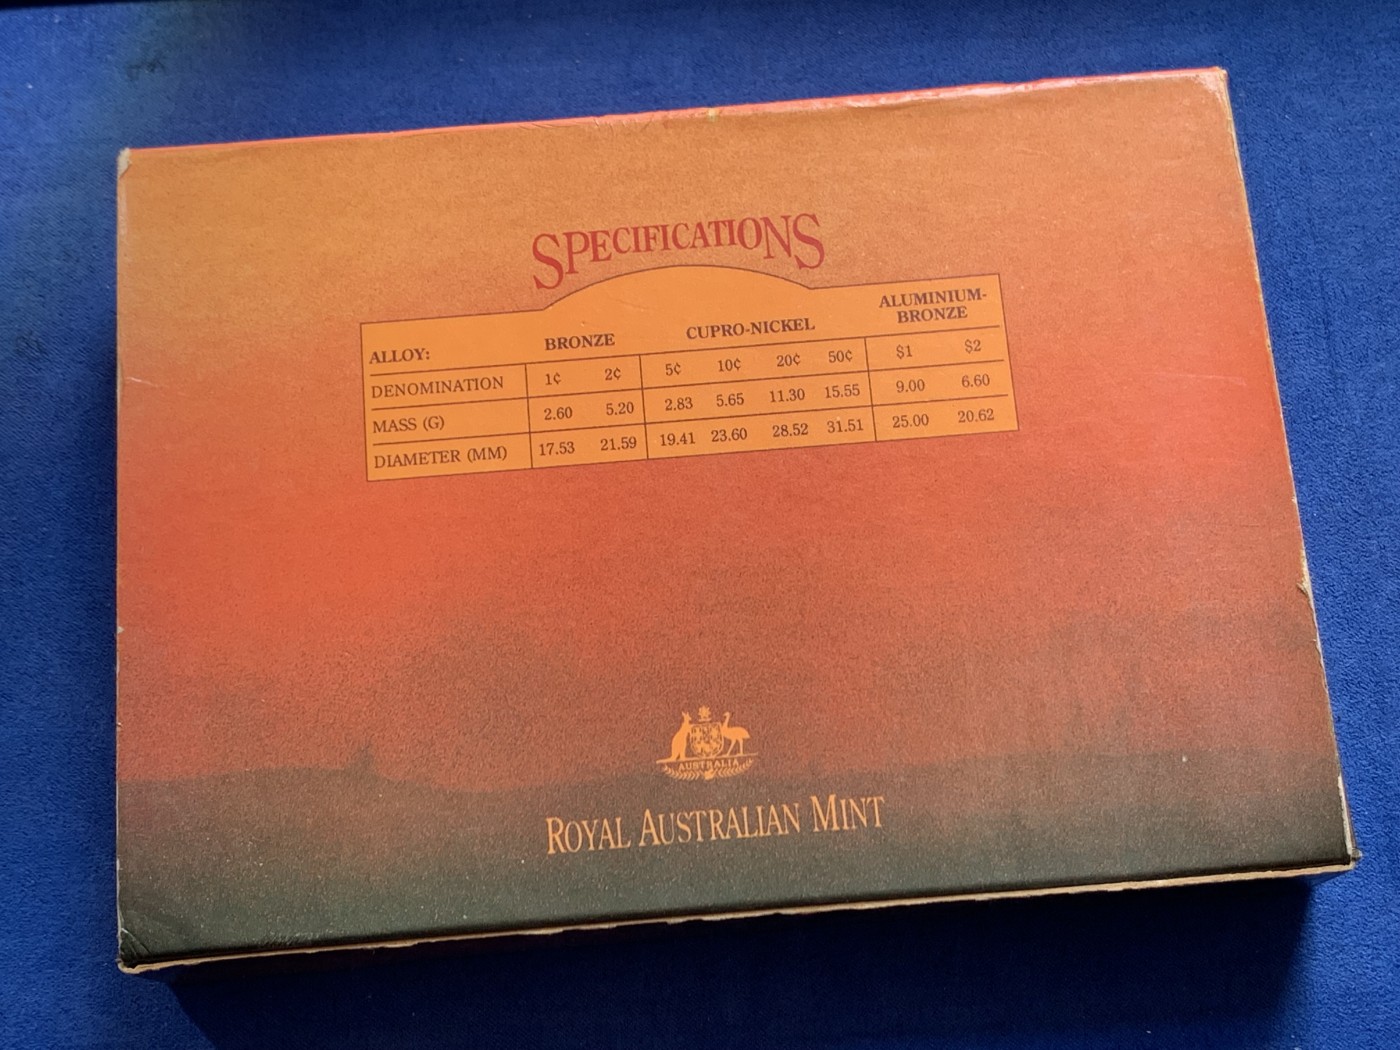 SPECIFICATIONS
ALLOY: BRONZE CUPRO-NICKEL ALUMINIUM-
BRONZE
DENOMINATION 1¢ 2¢ 5¢ 10¢ 20¢ 50¢ $1 $2
MASS (G) 2.60 5.20 2.83 5.65 11.30 15.55 9.00 6.60
DIAMETER (MM) 17.53 21.59 19.41 23.60 28.52 31.51 25.00 20.62
AUSTRALIA
ROYAL AUSTRALIAN MINT